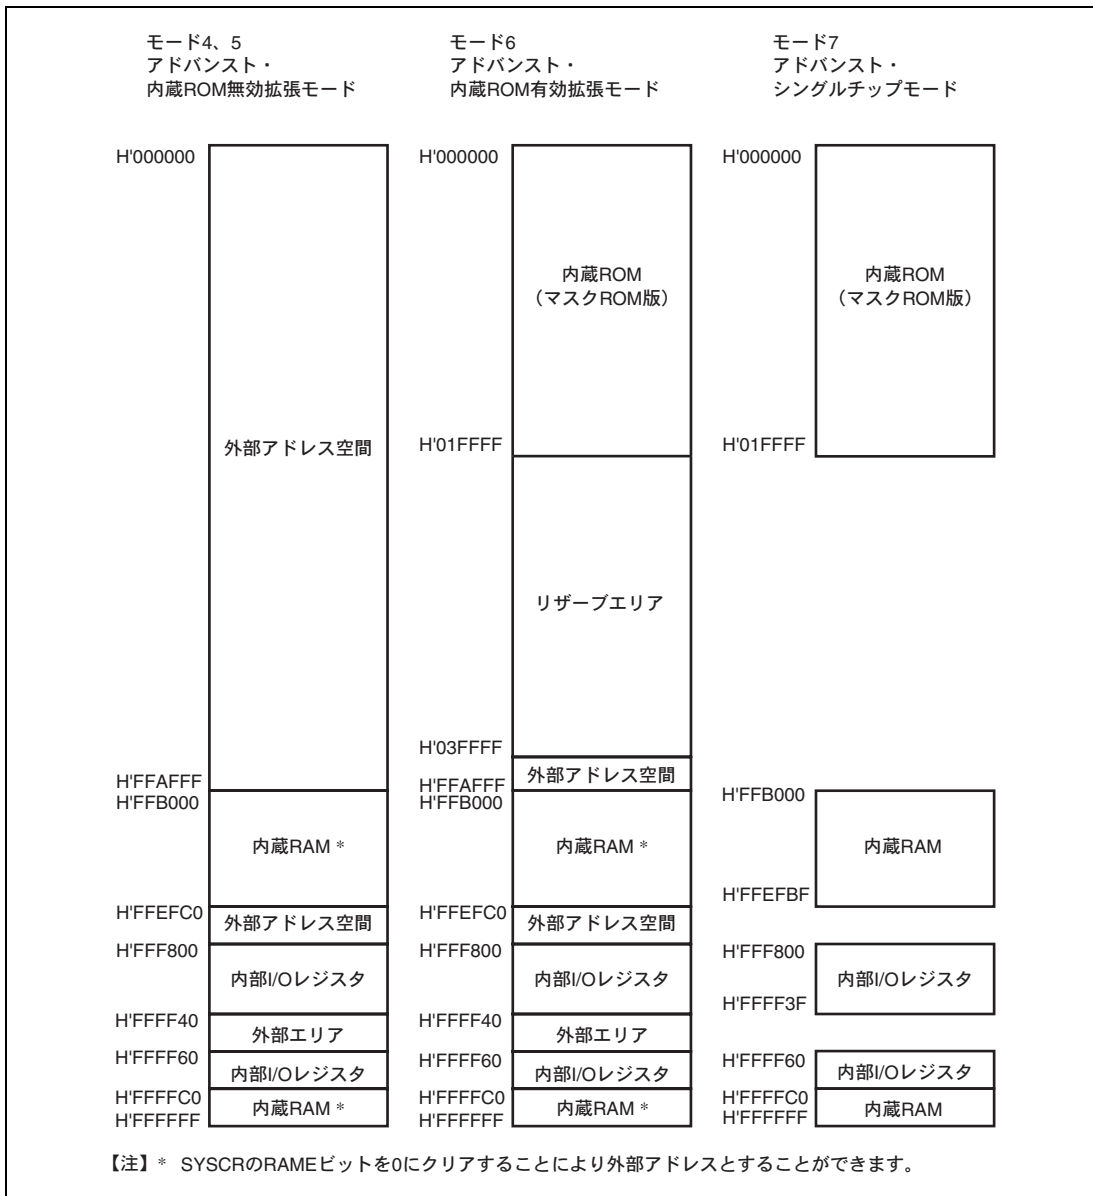 モード4、5
アドバンスト・
内蔵ROM無効拡張モード
モード6
アドバンスト・
内蔵ROM有効拡張モード
モード7
アドバンスト・
シングルチップモード
H'000000
外部アドレス空間
H'FFAFFF
H'FFB000
内蔵RAM *
H'FFEFC0
外部アドレス空間
H'FFF800
内部I/Oレジスタ
H'FFFF40
外部エリア
H'FFFF60
内部I/Oレジスタ
H'FFFFC0
内蔵RAM *
H'FFFFFF
H'000000
内蔵ROM
（マスクROM版）
H'01FFFF
リザーブエリア
H'03FFFF
外部アドレス空間
H'FFAFFF
H'FFB000
内蔵RAM *
H'FFEFC0
外部アドレス空間
H'FFF800
内部I/Oレジスタ
H'FFFF40
外部エリア
H'FFFF60
内部I/Oレジスタ
H'FFFFC0
内蔵RAM *
H'FFFFFF
H'000000
内蔵ROM
（マスクROM版）
H'01FFFF
H'FFB000
内蔵RAM
H'FFEFBF
H'FFF800
内部I/Oレジスタ
H'FFFF3F
H'FFFF60
内部I/Oレジスタ
H'FFFFC0
内蔵RAM
H'FFFFFF
【注】* SYSCRのRAMEビットを0にクリアすることにより外部アドレスとすることができます。